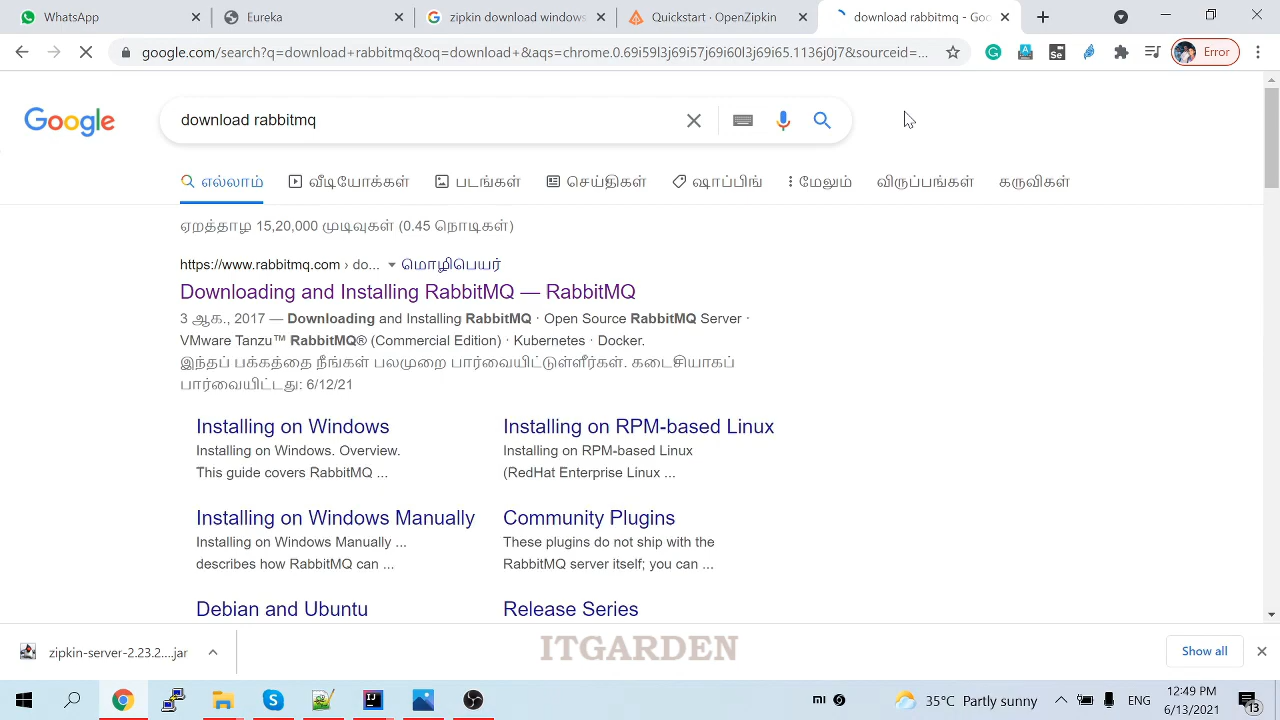 WhatsApp
Eureka
zipkin download windows
Quickstart · OpenZipkin
download rabbitmq - Goo
google.com/search?q=download+rabbitmq&oq=download+&aqs=chrome.0.69i59l3j69i57j69i60l3j69i65.1136j0j7&sourceid=...
Error
Google
download rabbitmq
எல்லாம்
வீடியோக்கள்
படங்கள்
செய்திகள்
ஷாப்பிங்
மேலும்
விருப்பங்கள்
கருவிகள்
ஏறத்தாழ 15,20,000 முடிவுகள் (0.45 நொடிகள்)
https://www.rabbitmq.com › do... மொழிபெயர்
Downloading and Installing RabbitMQ — RabbitMQ
3 ஆக., 2017 — Downloading and Installing RabbitMQ · Open Source RabbitMQ Server ·
VMware Tanzu™ RabbitMQ® (Commercial Edition) · Kubernetes · Docker.
இந்தப் பக்கத்தை நீங்கள் பலமுறை பார்வையிட்டுள்ளீர்கள். கடைசியாகப்
பார்வையிட்டது: 6/12/21
Installing on Windows
Installing on Windows. Overview.
This guide covers RabbitMQ ...
Installing on RPM-based Linux
Installing on RPM-based Linux
(RedHat Enterprise Linux ...
Installing on Windows Manually
Installing on Windows Manually ...
describes how RabbitMQ can ...
Community Plugins
These plugins do not ship with the
RabbitMQ server itself; you can ...
Debian and Ubuntu
Release Series
zipkin-server-2.23.2....jar
ITGARDEN
Show all
35°C Partly sunny
ENG
12:49 PM
6/13/2021
13